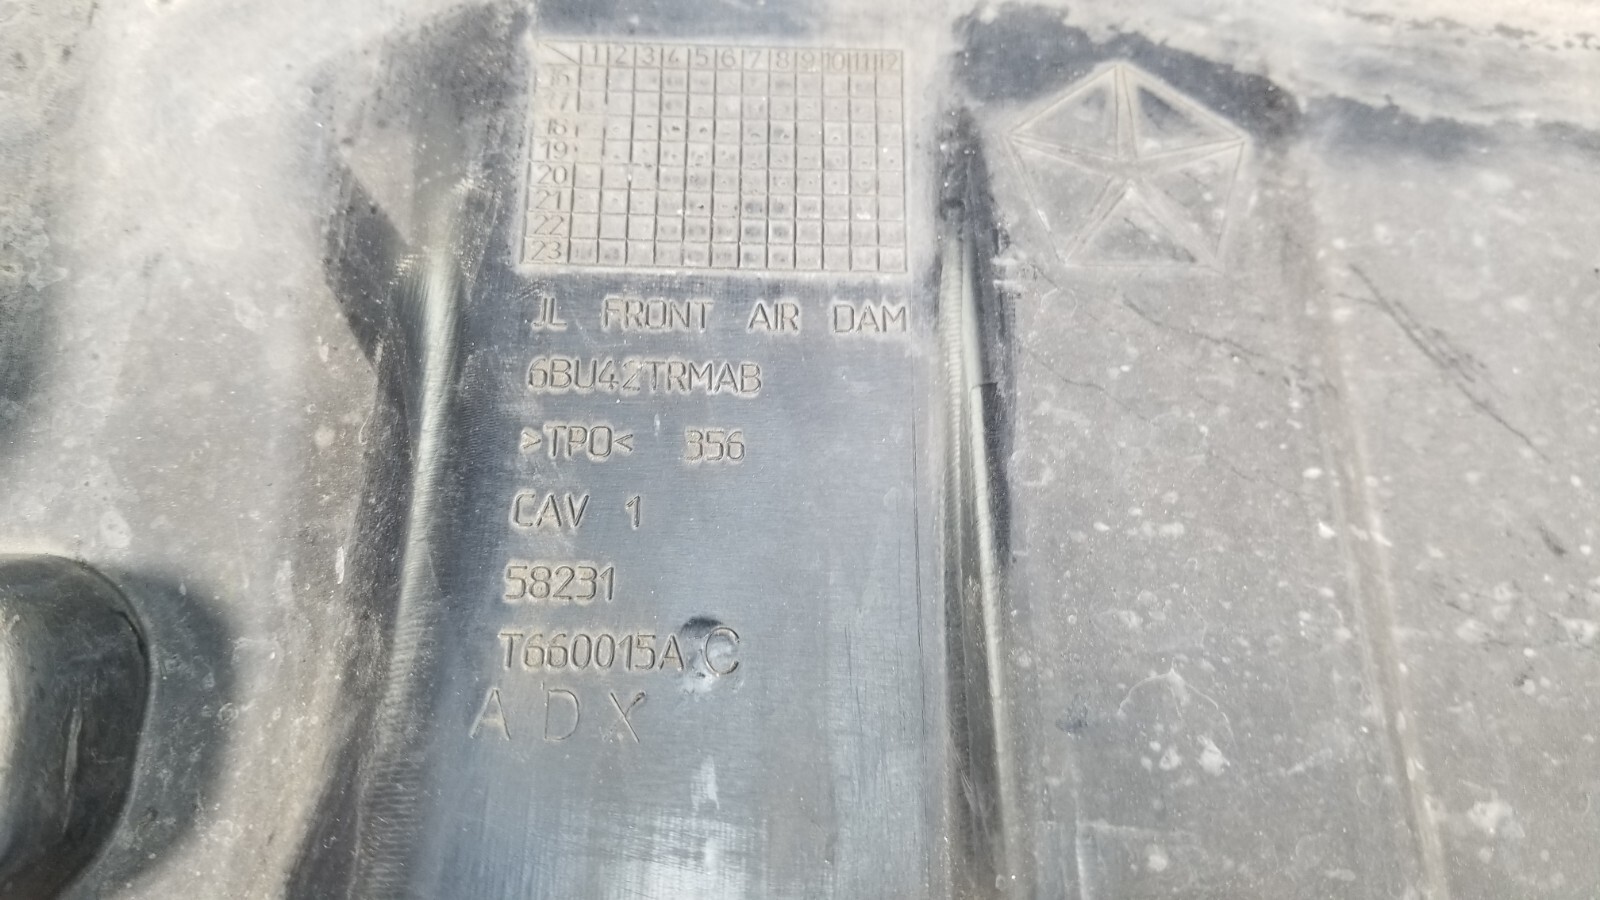 1 2 3 4 5 6 7 8 9 10 11 12
16
17
18
19
20
21
22
23
JL FRONT AIR DAM
6BU42TRMAB
>TPO< 356
CAV 1
58231
T660015A C
A D X